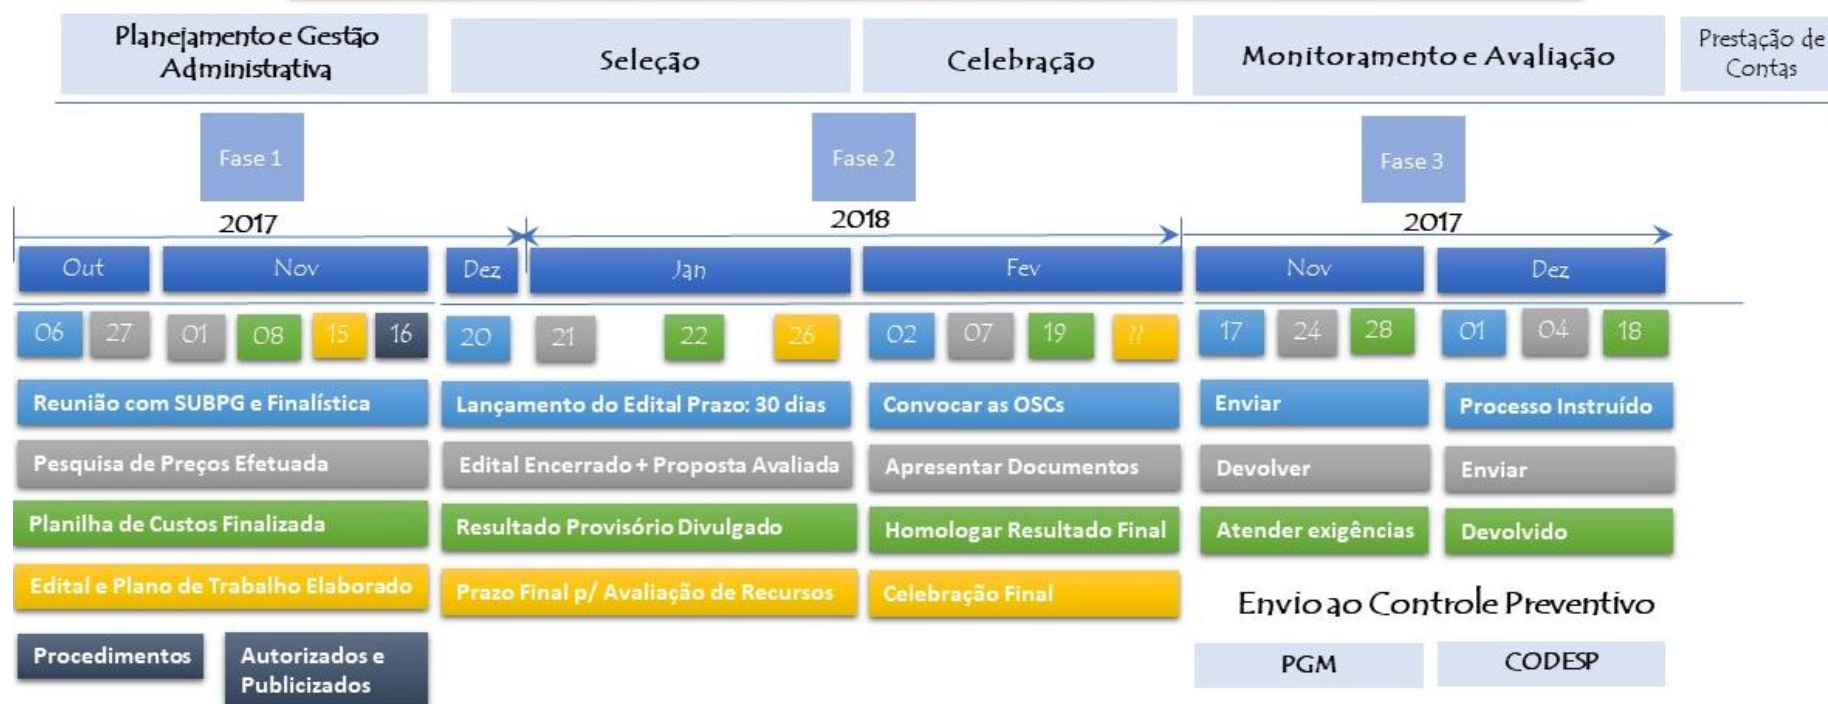 Planejamento e Gestão
Administrativa
Seleção
Celebração
Monitoramento e Avaliação
Prestação de
Contas
Fase 1
Fase 2
Fase 3
2017
2018
2017
Out
Nov
Dez
Jan
Fev
Nov
Dez
06
27
01
08
15
16
20
21
22
26
02
07
19
??
17
24
28
01
04
18
Reunião com SUBPG e Finalística
Lançamento do Edital Prazo: 30 dias
Convocar as OSCs
Enviar
Processo Instruído
Pesquisa de Preços Efetuada
Edital Encerrado + Proposta Avaliada
Apresentar Documentos
Devolver
Enviar
Planilha de Custos Finalizada
Resultado Provisório Divulgado
Homologar Resultado Final
Atender exigências
Devolvido
Edital e Plano de Trabalho Elaborado
Prazo Final p/ Avaliação de Recursos
Celebração Final
Envio ao Controle Preventivo
Procedimentos
Autorizados e
Publicizados
PGM
CODESP